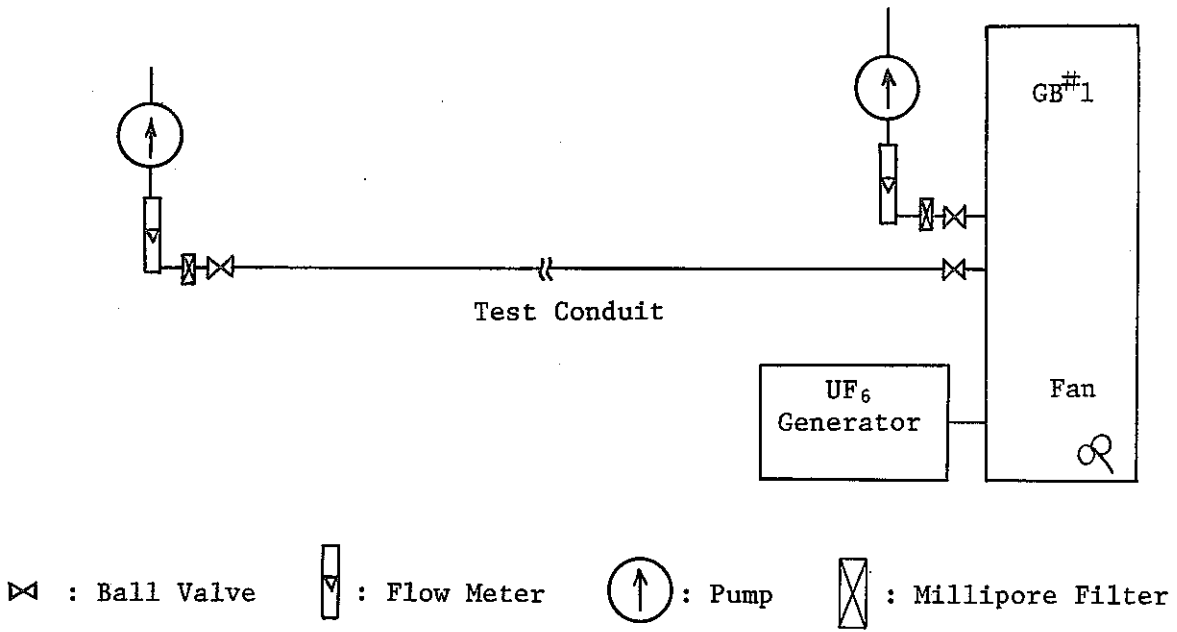 GB#1
Test Conduit
UF₆
Generator
Fan
: Ball Valve
: Flow Meter
: Pump
: Millipore Filter